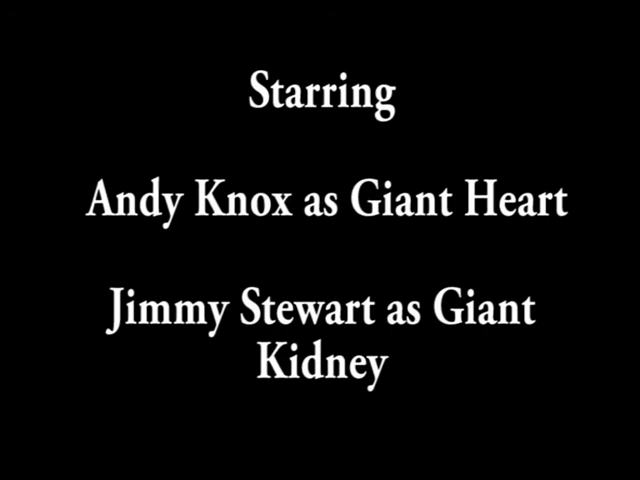 Starring
Andy Knox as Giant Heart
Jimmy Stewart as Giant
Kidney